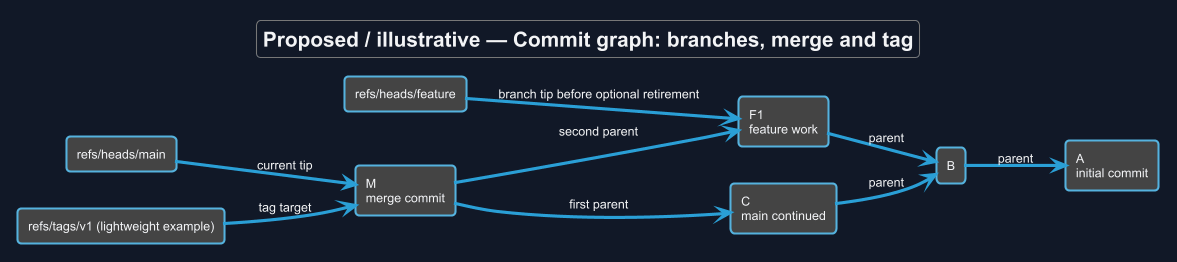 Proposed / illustrative — Commit graph: branches, merge and tag
refs/heads/feature
branch tip before optional retirement
F1
feature work
second parent
parent
refs/heads/main
current tip
M
merge commit
B
parent
A
initial commit
parent
first parent
C
main continued
tag target
refs/tags/v1 (lightweight example)